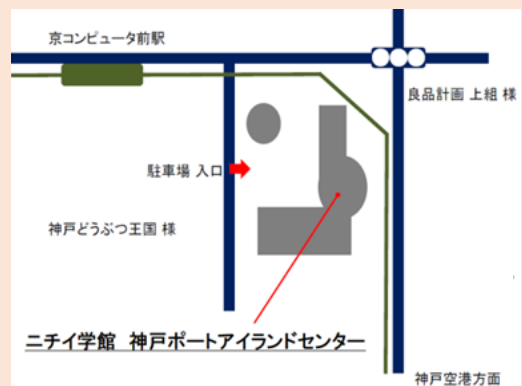 京コンピュータ前駅
良品計画 上組 様
駐車場 入口
神戸どうぶつ王国 様
ニチイ学館 神戸ポートアイランドセンター
神戸空港方面